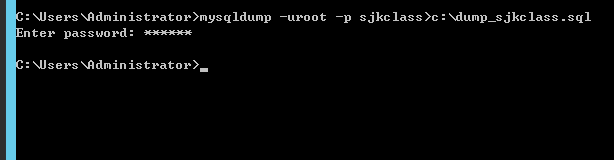 C:\Users\Administrator>mysqldump -uroot -p sjkclass>c:\dump_sjkclass.sql
Enter password: ******
C:\Users\Administrator>_